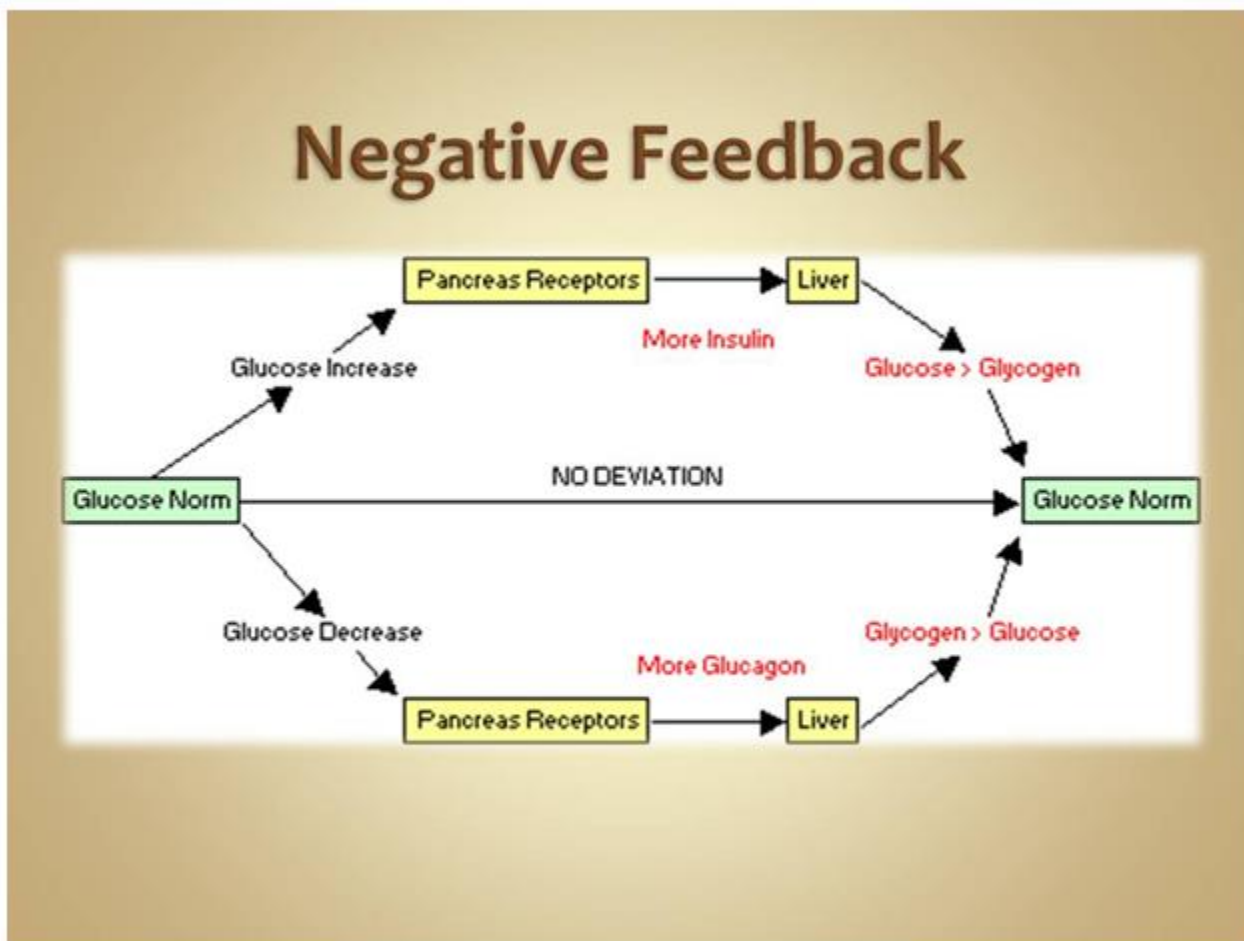 Negative Feedback
Pancreas Receptors
Liver
More Insulin
Glucose Increase
Glucose > Glycogen
NO DEVIATION
Glucose Norm
Glucose Norm
Glucose Decrease
Glycogen > Glucose
More Glucagon
Pancreas Receptors
Liver